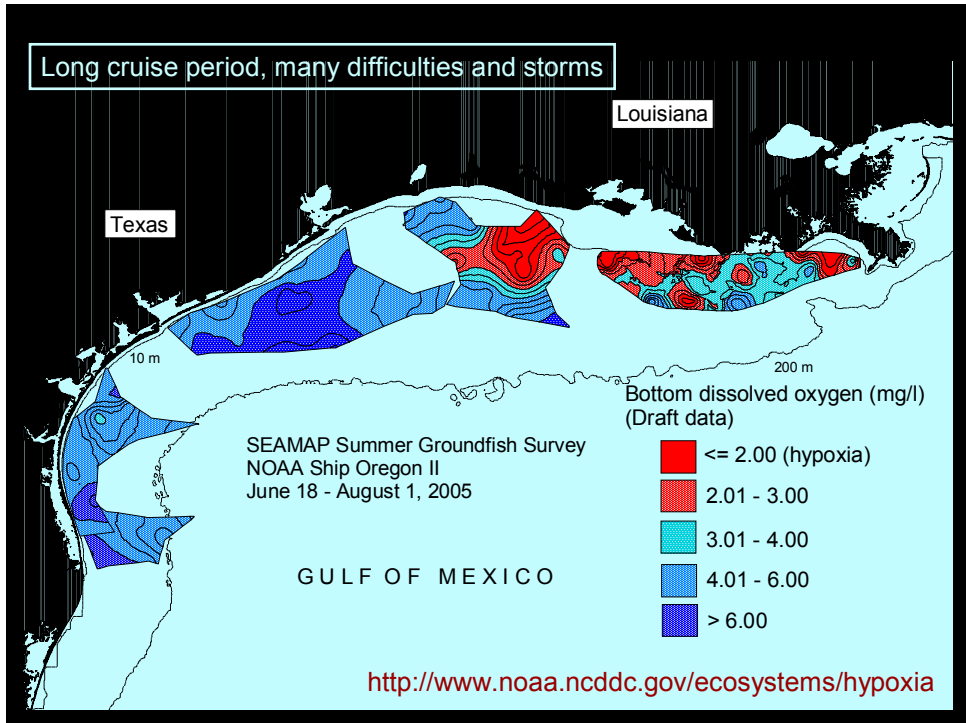 Long cruise period, many difficulties and storms
Louisiana
Texas
10 m
200 m
Bottom dissolved oxygen (mg/l)
(Draft data)
<= 2.00 (hypoxia)
2.01 - 3.00
3.01 - 4.00
4.01 - 6.00
> 6.00
SEAMAP Summer Groundfish Survey
NOAA Ship Oregon II
June 18 - August 1, 2005
GULF OF MEXICO
http://www.noaa.ncddc.gov/ecosystems/hypoxia